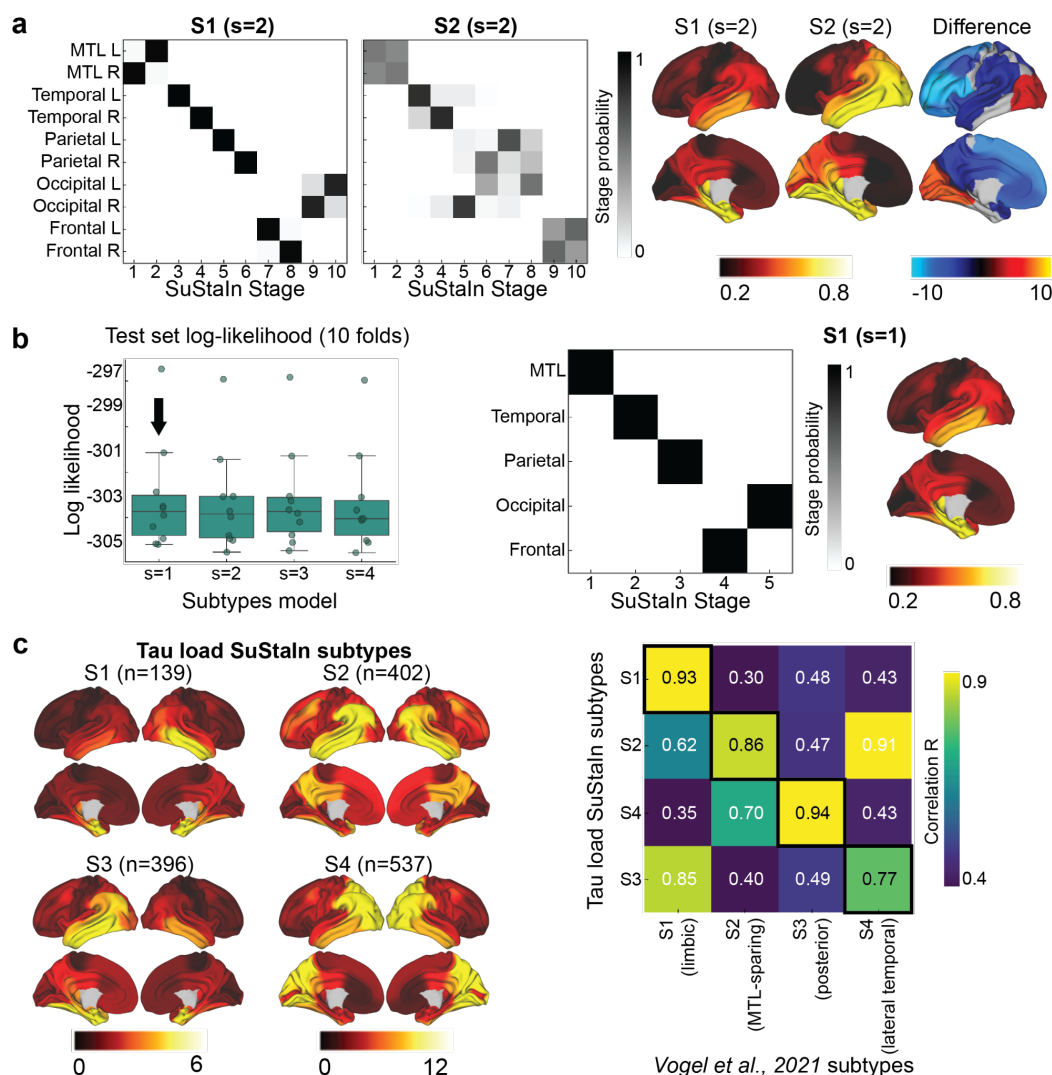 a
S1 (s=2)
S2 (s=2)
MTL L
MTL R
Temporal L
Temporal R
Parietal L
Parietal R
Occipital L
Occipital R
Frontal L
Frontal R
1 2 3 4 5 6 7 8 9 10
SuStaIn Stage
1 2 3 4 5 6 7 8 9 10
SuStaIn Stage
Stage probability
1
0
S1 (s=2)
S2 (s=2)
Difference
0.2
0.8
-10
10
b
Test set log-likelihood (10 folds)
Log likelihood
-297
-299
-301
-303
-305
s=1
s=2
s=3
s=4
Subtypes model
MTL
Temporal
Parietal
Occipital
Frontal
1 2 3 4 5
SuStaIn Stage
Stage probability
1
0
S1 (s=1)
0.2
0.8
c
Tau load SuStaIn subtypes
S1 (n=139)
S2 (n=402)
S3 (n=396)
S4 (n=537)
0
6
0
12
Tau load SuStaIn subtypes
S1
S2
S4
S3
0.93 0.30 0.48 0.43
0.62 0.86 0.47 0.91
0.35 0.70 0.94 0.43
0.85 0.40 0.49 0.77
S1
(limbic)
S2
(MTL-sparing)
S3
(posterior)
S4
(lateral temporal)
Vogel et al., 2021 subtypes
0.9
0.4
Correlation R